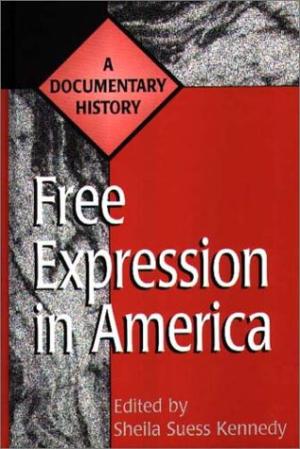 A
DOCUMENTARY
HISTORY
Free
Expression
in America
Edited by
Sheila Suess Kennedy